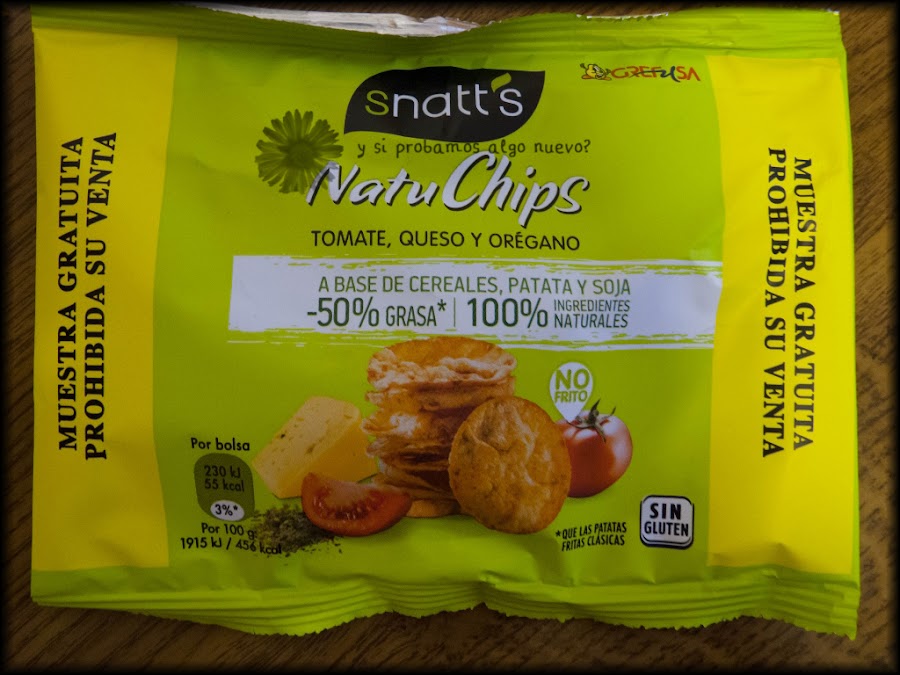 MUESTRA GRATUITA
PROHIBIDA SU VENTA
snatt's
GREFUSA
y si probamos algo nuevo?
NatuChips
TOMATE, QUESO Y ORÉGANO
A BASE DE CEREALES, PATATA Y SOJA
-50% GRASA* | 100% INGREDIENTES
NATURALES
NO
FRITO
Por bolsa
230 kJ
55 kcal
3%*
Por 100 g
1915 kJ / 456 kcal
*QUE LAS PATATAS
FRITAS CLÁSICAS
SIN
GLUTEN
MUESTRA GRATUITA
PROHIBIDA SU VENTA